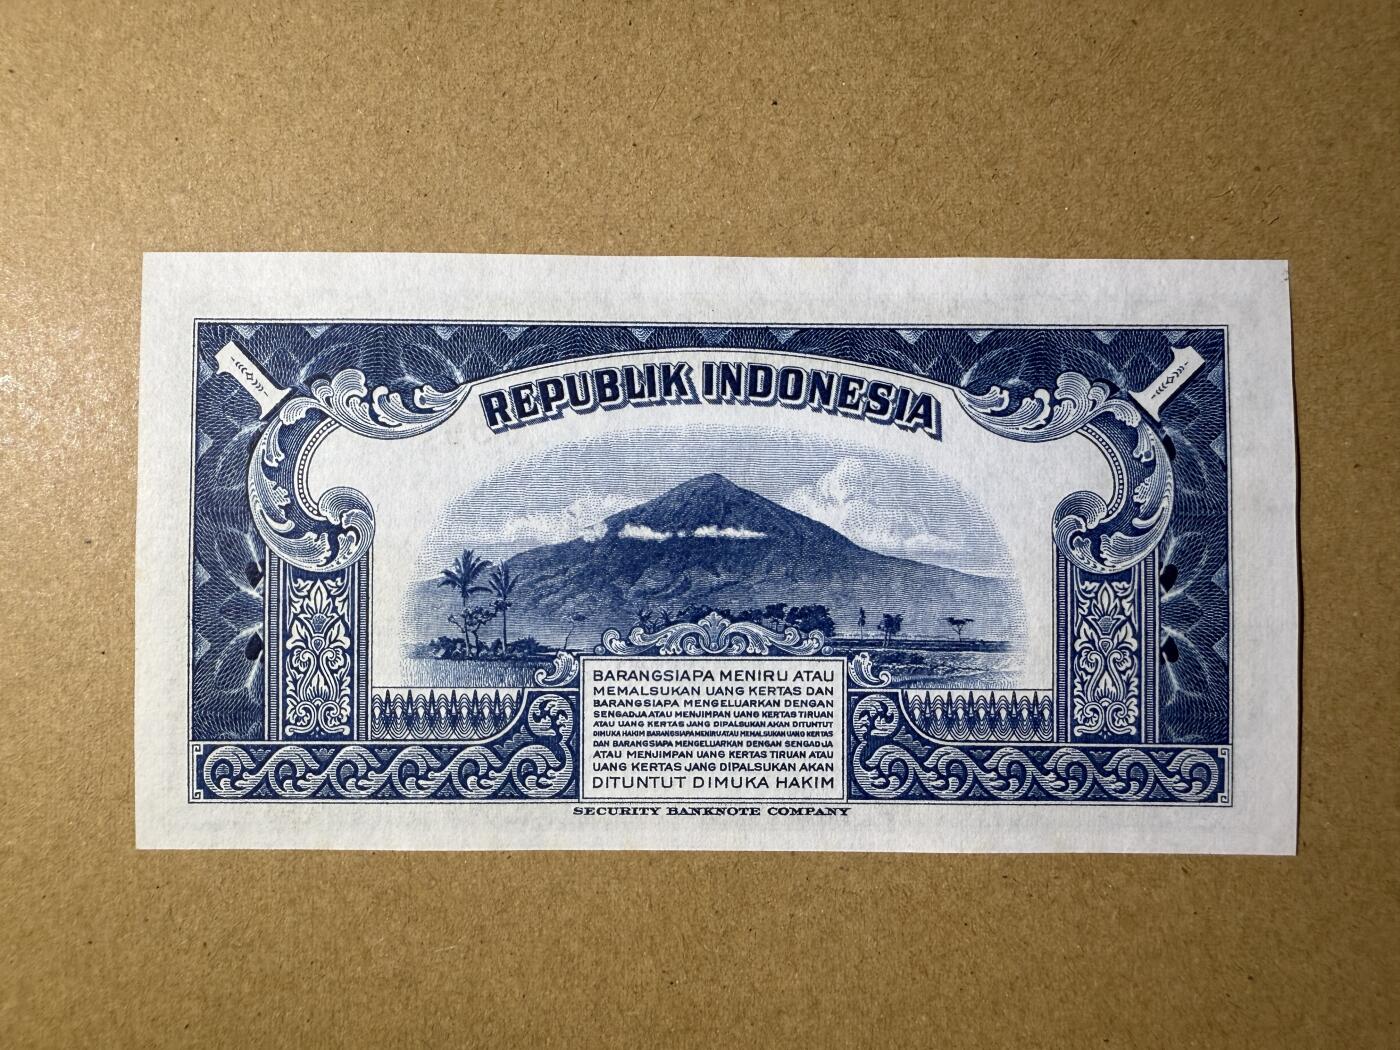 1
1
REPUBLIK INDONESIA
BARANGSIAPA MENIRU ATAU
MEMALSUKAN UANG KERTAS DAN
BARANGSIAPA MENGELUARKAN DENGAN
SENGADJA ATAU MENJIMPAN UANG KERTAS TIRUAN
ATAU UANG KERTAS JANG DIPALSUKAN AKAN DITUNTUT
DIMUKA HAKIM BARANGSIAPA MENIRU ATAU MEMALSUKAN UANG KERTAS
DAN BARANGSIAPA MENGELUARKAN DENGAN SENGADJA
ATAU MENJIMPAN UANG KERTAS TIRUAN ATAU
UANG KERTAS JANG DIPALSUKAN AKAN
DITUNTUT DIMUKA HAKIM
SECURITY BANKNOTE COMPANY